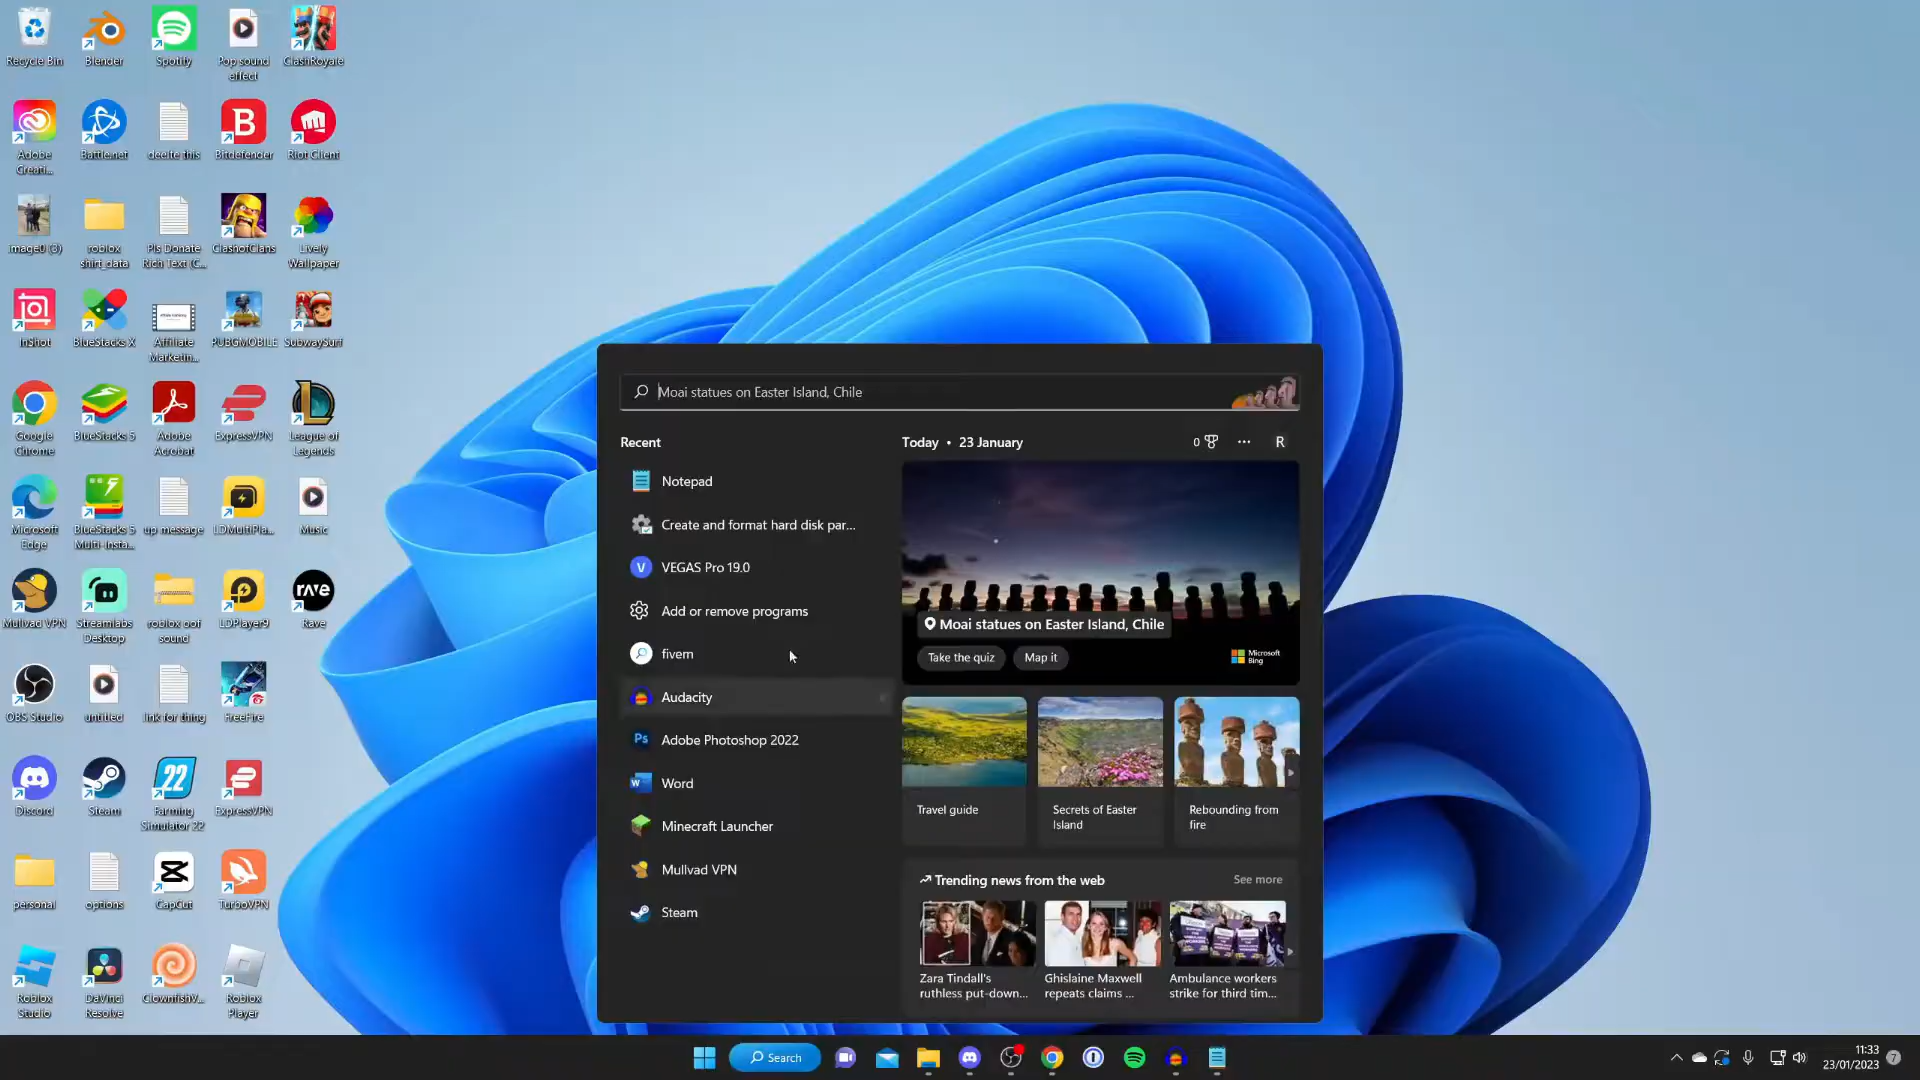 Recycle Bin
Blender
Spotify
Pop sound
effect
ClashRoyale
Adobe
Creati...
Battle.net
deelte this
Bitdefender
Riot Client
image0 (3)
roblox
shirt_data
Pls Donate
Rich Text (C...
ClashofClans
Lively
Wallpaper
InShot
BlueStacks X
Affiliate
Marketin...
PUBGMOBILE
SubwaySurf
Google
Chrome
BlueStacks 5
Adobe
Acrobat
ExpressVPN
League of
Legends
Microsoft
Edge
BlueStacks 5
Multi-Insta...
up message
LDMultiPla...
Music
Mullvad VPN
Streamlabs
Desktop
roblox oof
sound
LDPlayer9
rave
Rave
OBS Studio
untitled
link for thing
FreeFire
Discord
Steam
22
Farming
Simulator 22
ExpressVPN
personal
options
CapCut
TurboVPN
Roblox
Studio
DaVinci
Resolve
ClownfishV...
Roblox
Player
Moai statues on Easter Island, Chile
Recent
Notepad
Create and format hard disk par...
V
VEGAS Pro 19.0
Add or remove programs
fivem
Audacity
Ps
Adobe Photoshop 2022
W
Word
Minecraft Launcher
Mullvad VPN
Steam
Today • 23 January
0
R
Moai statues on Easter Island, Chile
Take the quiz
Map it
Microsoft
Bing
Travel guide
Secrets of Easter
Island
Rebounding from
fire
Trending news from the web
See more
Zara Tindall's
ruthless put-down...
Ghislaine Maxwell
repeats claims ...
Ambulance workers
strike for third tim...
Search
11:33
23/01/2023
7